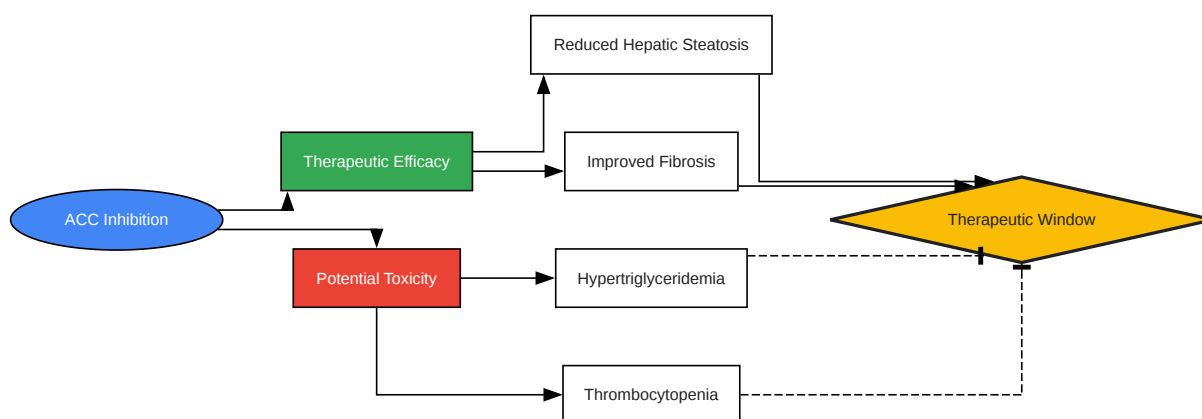 Reduced Hepatic Steatosis
Therapeutic Efficacy
Improved Fibrosis
ACC Inhibition
Therapeutic Window
Potential Toxicity
Hypertriglyceridemia
Thrombocytopenia